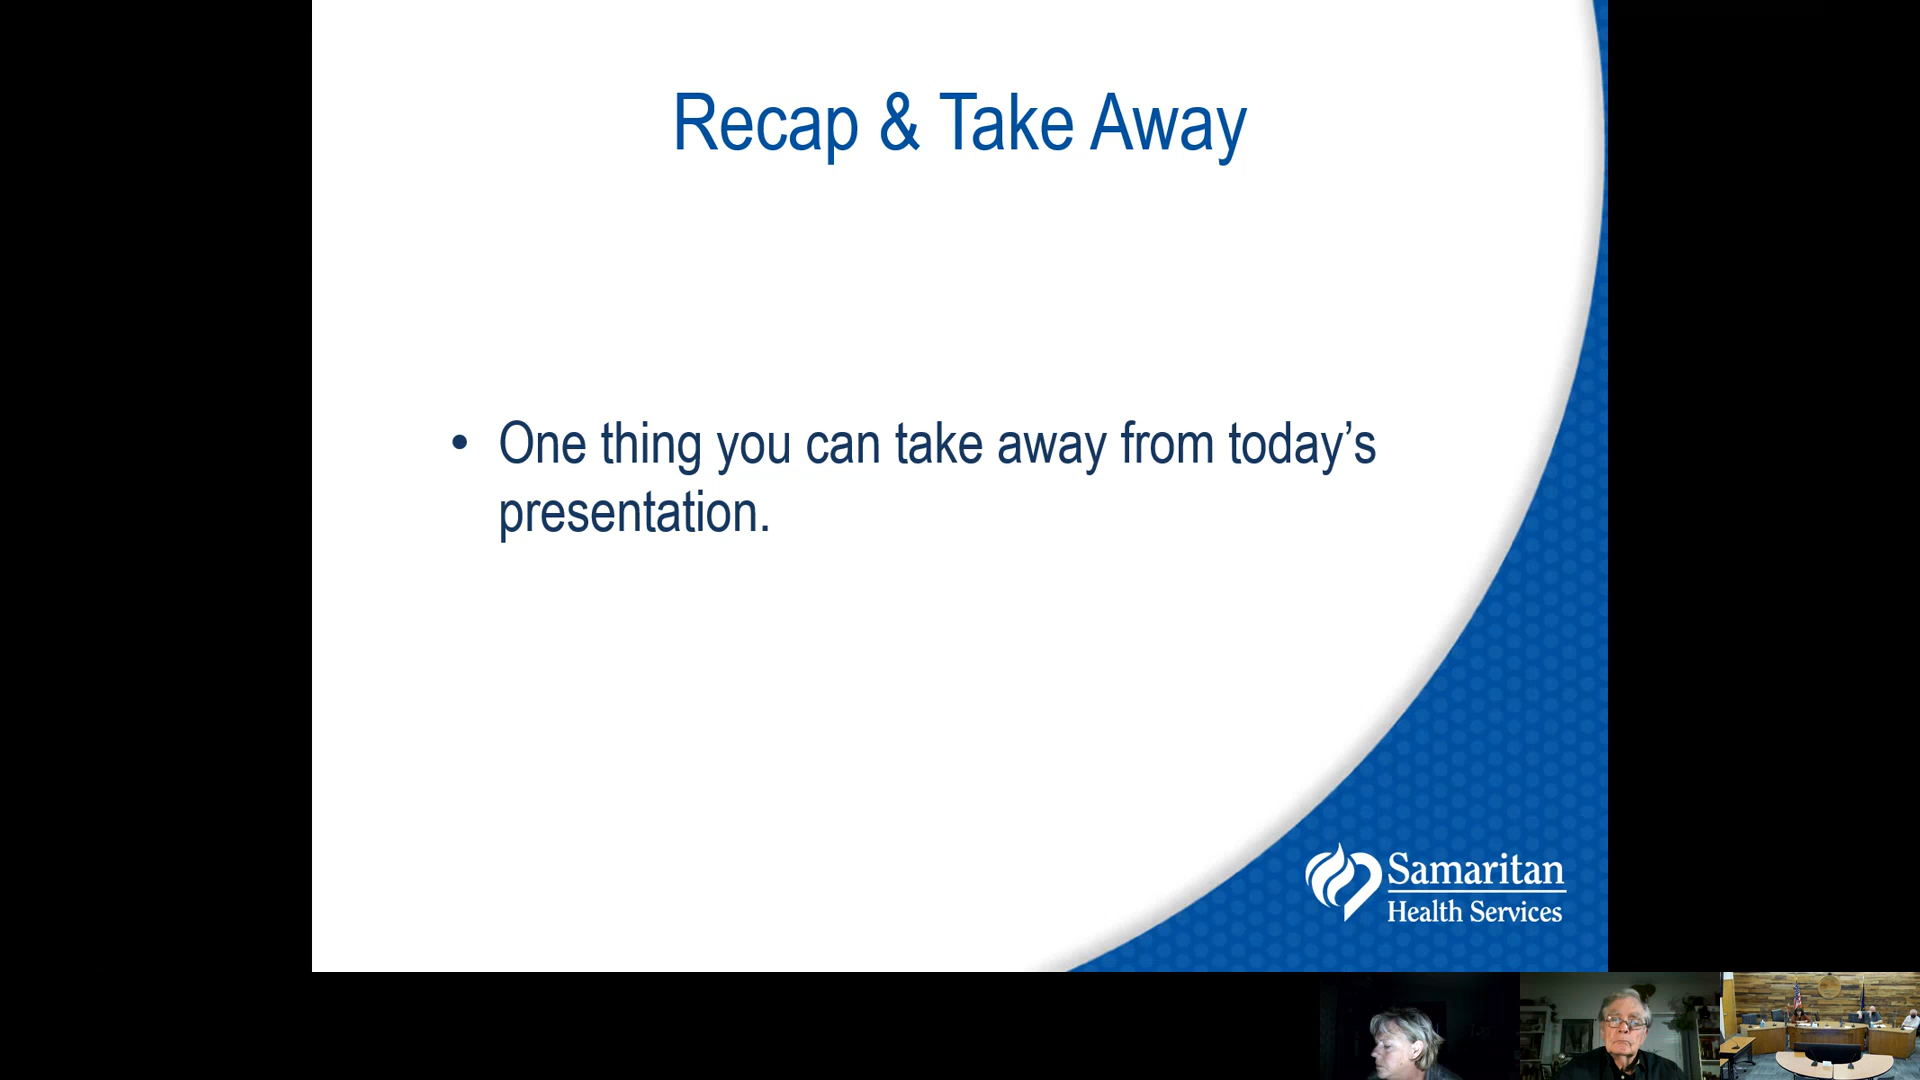 Recap & Take Away
• One thing you can take away from today’s
presentation.
Samaritan
Health Services